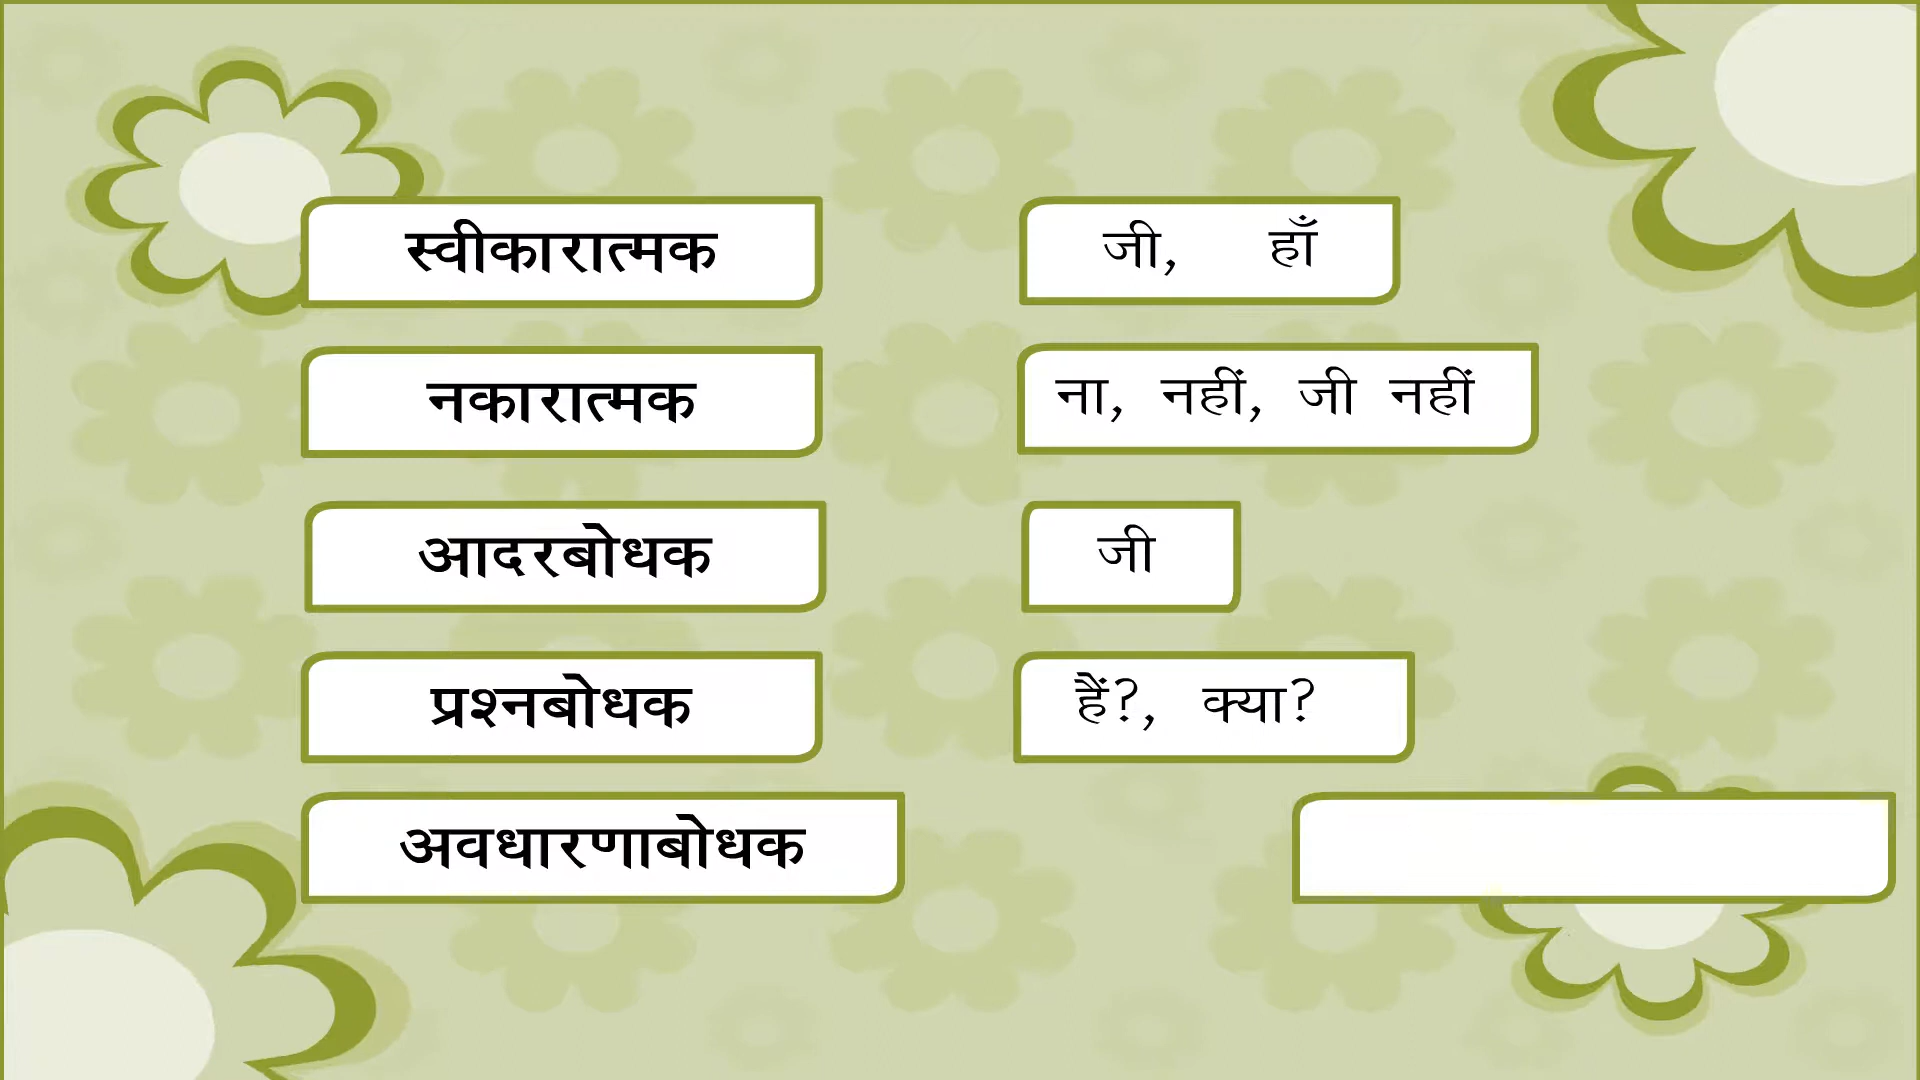 स्वीकारात्मक जी, हाँ
नकारात्मक ना, नहीं, जी नहीं
आदरबोधक जी
प्रश्नबोधक हैं?, क्या?
अवधारणाबोधक